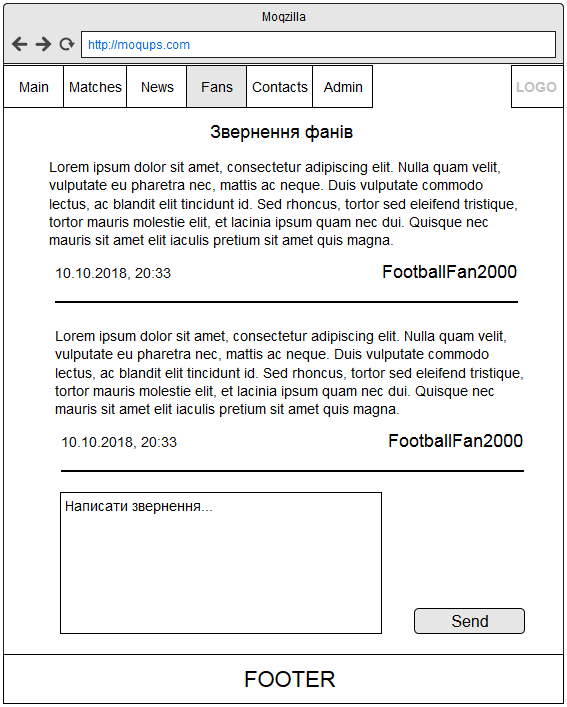 Moqzilla
http://moqups.com
Main Matches News Fans Contacts Admin LOGO
Звернення фанів
Lorem ipsum dolor sit amet, consectetur adipiscing elit. Nulla quam velit,
vulputate eu pharetra nec, mattis ac neque. Duis vulputate commodo
lectus, ac blandit elit tincidunt id. Sed rhoncus, tortor sed eleifend tristique,
tortor mauris molestie elit, et lacinia ipsum quam nec dui. Quisque nec
mauris sit amet elit iaculis pretium sit amet quis magna.
10.10.2018, 20:33 FootballFan2000
Lorem ipsum dolor sit amet, consectetur adipiscing elit. Nulla quam velit,
vulputate eu pharetra nec, mattis ac neque. Duis vulputate commodo
lectus, ac blandit elit tincidunt id. Sed rhoncus, tortor sed eleifend tristique,
tortor mauris molestie elit, et lacinia ipsum quam nec dui. Quisque nec
mauris sit amet elit iaculis pretium sit amet quis magna.
10.10.2018, 20:33 FootballFan2000
Написати звернення...
Send
FOOTER